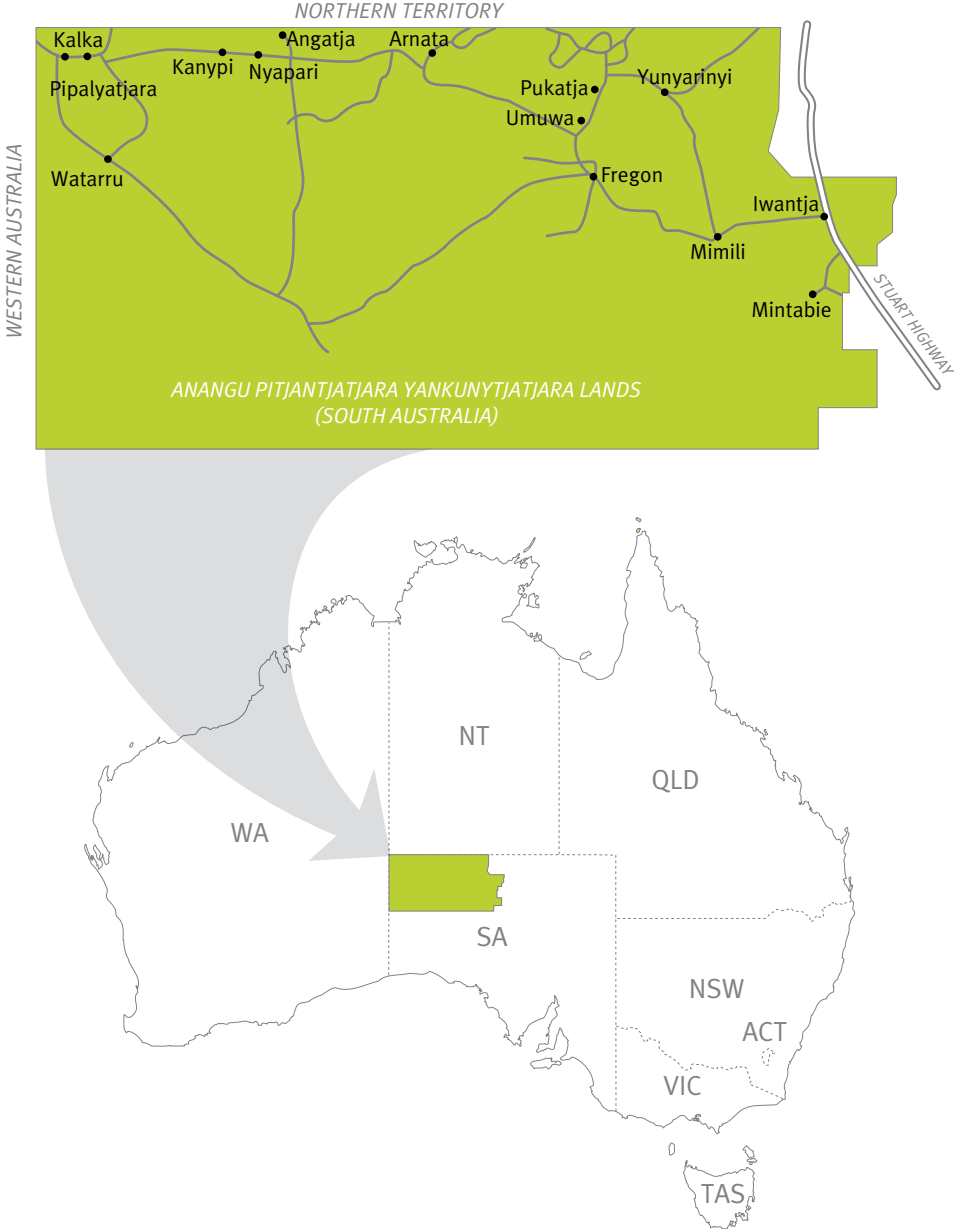 NORTHERN TERRITORY
Kalka
Angatja
Arnata
Kanypi
Nyapari
Pipalyatjara
Pukatja
Yunyarinyi
Umuwa
WESTERN AUSTRALIA
Watarru
Fregon
Iwantja
Mimili
Mintabie
STUART HIGHWAY
ANANGU PITJANTJATJARA YANKUNYTJATJARA LANDS
(SOUTH AUSTRALIA)
NT
QLD
WA
SA
NSW
ACT
VIC
TAS